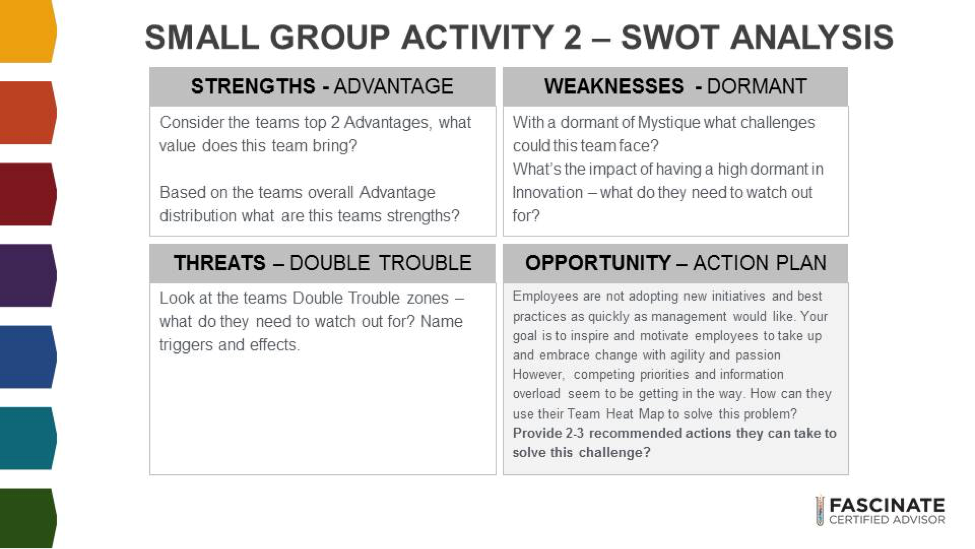 SMALL GROUP ACTIVITY 2 – SWOT ANALYSIS
STRENGTHS - ADVANTAGE
Consider the teams top 2 Advantages, what
value does this team bring?
Based on the teams overall Advantage
distribution what are this teams strengths?
WEAKNESSES - DORMANT
With a dormant of Mystique what challenges
could this team face?
What's the impact of having a high dormant in
Innovation – what do they need to watch out
for?
THREATS – DOUBLE TROUBLE
Look at the teams Double Trouble zones –
what do they need to watch out for? Name
triggers and effects.
OPPORTUNITY – ACTION PLAN
Employees are not adopting new initiatives and best
practices as quickly as management would like. Your
goal is to inspire and motivate employees to take up
and embrace change with agility and passion
However, competing priorities and information
overload seem to be getting in the way. How can they
use their Team Heat Map to solve this problem?
Provide 2-3 recommended actions they can take to
solve this challenge?
FASCINATE
CERTIFIED ADVISOR